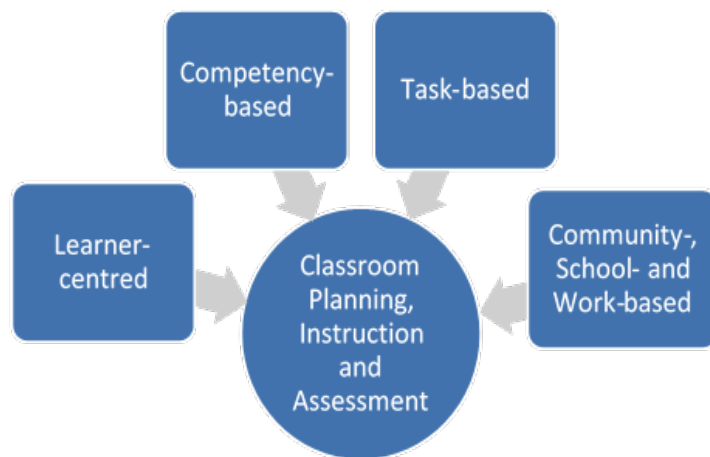 Competency-
based
Task-based
Learner-
centred
Community-,
School- and
Work-based
Classroom
Planning,
Instruction
and
Assessment